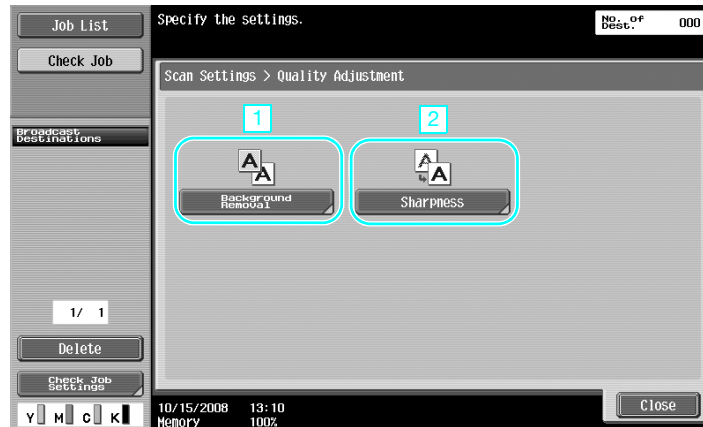 Job List
Check Job
Broadcast
Destinations
1/ 1
Delete
Check Job
Settings
Y M C K
Specify the settings.
No. of
Dest.
000
Scan Settings > Quality Adjustment
1
2
A
A
A
A
Background
Removal
Sharpness
10/15/2008 13:10
Memory 100%
Close